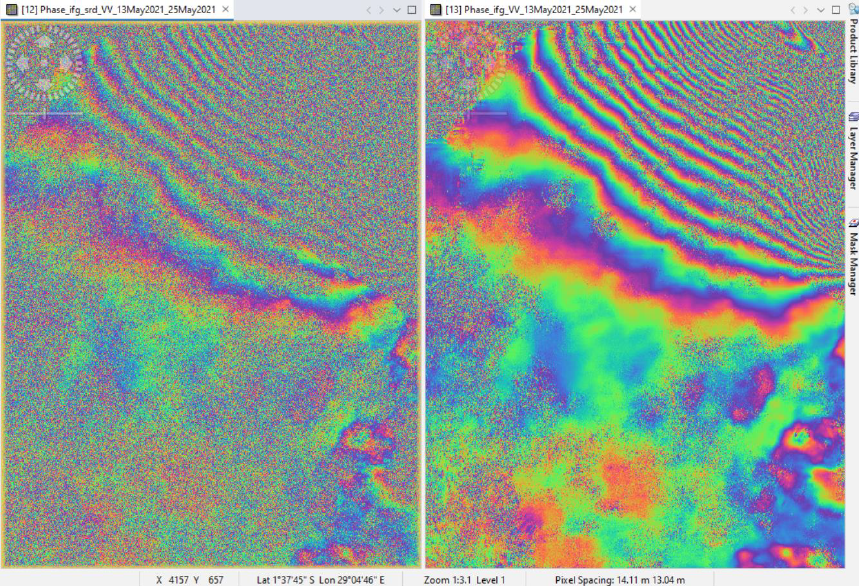 [12] Phase_ifg_srd_VV_13May2021_25May2021 ×
[13] Phase_ifg_VV_13May2021_25May2021 ×
Product Library
Layer Manager
Mask Manager
X 4157 Y 657 Lat 1°37'45" S Lon 29°04'46" E Zoom 1:3.1 Level 1 Pixel Spacing: 14.11 m 13.04 m